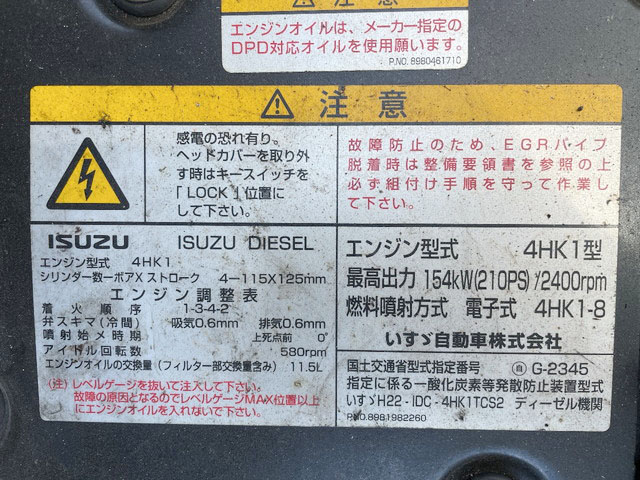 注意
エンジンオイルは、メーカー指定の
DPD対応オイルを使用願います。
P.NO. 8980461710
⚠ 注意
感電の恐れ有り。
ヘッドカバーを取り外
す時はキースイッチを
「LOCK」位置に
して下さい。
故障防止のため、EGRパイプ
脱着時は整備要領書を参照の上
必ず組付け手順を守って作業し
て下さい。
ISUZU ISUZU DIESEL
エンジン型式 4HK1
シリンダー数ーボアXストローク 4-115X125mm
エンジン調整表
着火順序 1-3-4-2
弁スキマ(冷間) 吸気0.6mm 排気0.6mm
噴射始メ時期 上死点前 0°
アイドル回転数 580rpm
エンジンオイルの交換量(フィルター部交換量含み) 11.5L
(注)レベルゲージを抜いて注入して下さい。
故障の原因となるのでレベルゲージMAX位置以上
にエンジンオイルを入れないで下さい。
エンジン型式 4HK1型
最高出力 154kW(210PS)/2400rpm
燃料噴射方式 電子式 4HK1-8
いすゞ自動車株式会社
国土交通省型式指定番号 ㊀ G-2345
指定に係る一酸化炭素等発散防止装置型式
いすゞH22-IDC-4HK1TCS2 ディーゼル機関
P.NO.8981982260